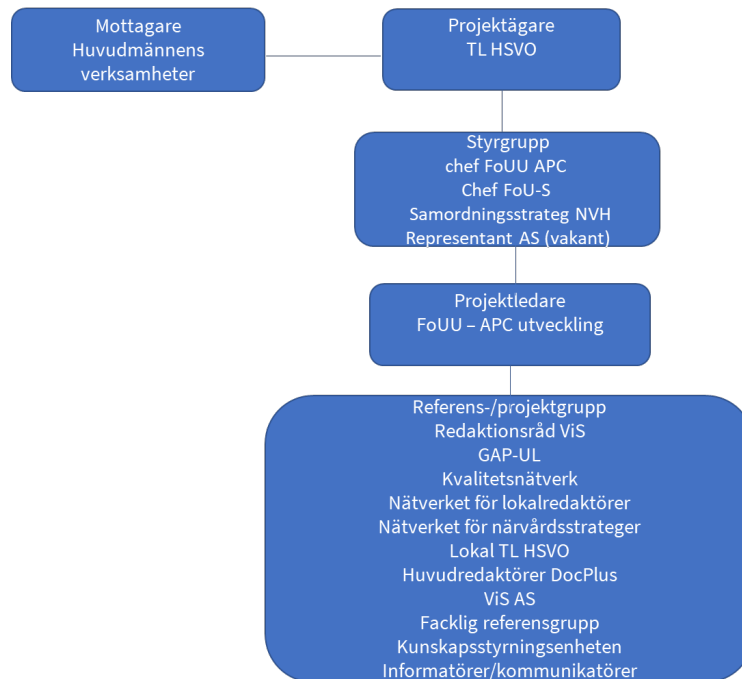 Mottagare
Huvudmännens
verksamheter
Projektägare
TL HSVO
Styrgrupp
chef FoUU APC
Chef FoU-S
Samordningsstrateg NVH
Representant AS (vakant)
Projektledare
FoUU – APC utveckling
Referens-/projektgrupp
Redaktionsråd ViS
GAP-UL
Kvalitetsnätverk
Nätverket för lokalredaktörer
Nätverket för närvårdsstrateger
Lokal TL HSVO
Huvudredaktörer DocPlus
ViS AS
Facklig referensgrupp
Kunskapsstyrningsenheten
Informatörer/kommunikatörer